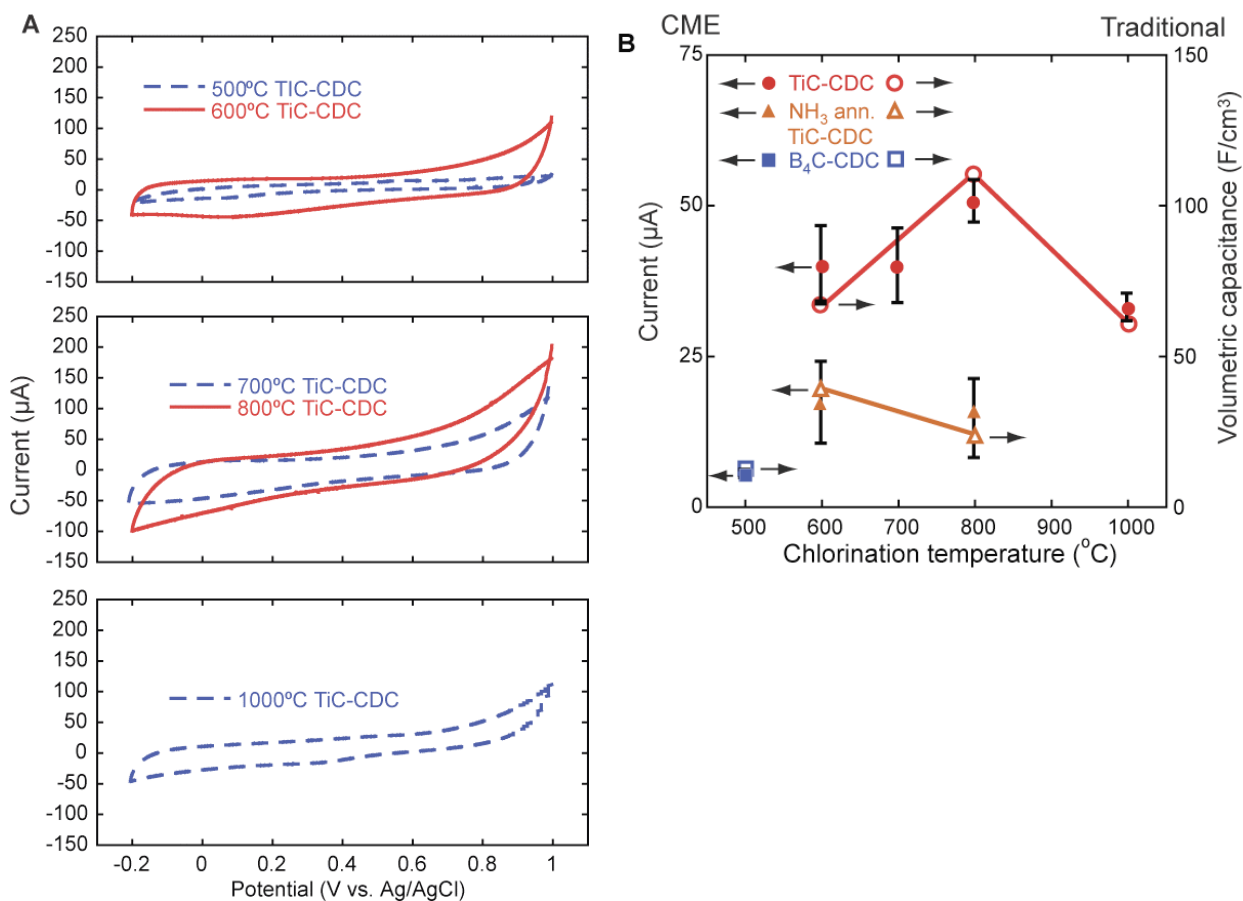 A
250
200
150
100
50
0
-50
-100
-150
500ºC TIC-CDC
600ºC TiC-CDC
250
200
150
100
50
0
-50
-100
-150
700ºC TiC-CDC
800ºC TiC-CDC
Current (µA)
250
200
150
100
50
0
-50
-100
-150
1000ºC TiC-CDC
-0.2 0 0.2 0.4 0.6 0.8 1
Potential (V vs. Ag/AgCl)
B
CME
Traditional
75
50
25
0
Current (µA)
TiC-CDC
NH3 ann.
TiC-CDC
B4C-CDC
150
100
50
0
Volumetric capacitance (F/cm3)
500 600 700 800 900 1000
Chlorination temperature (oC)